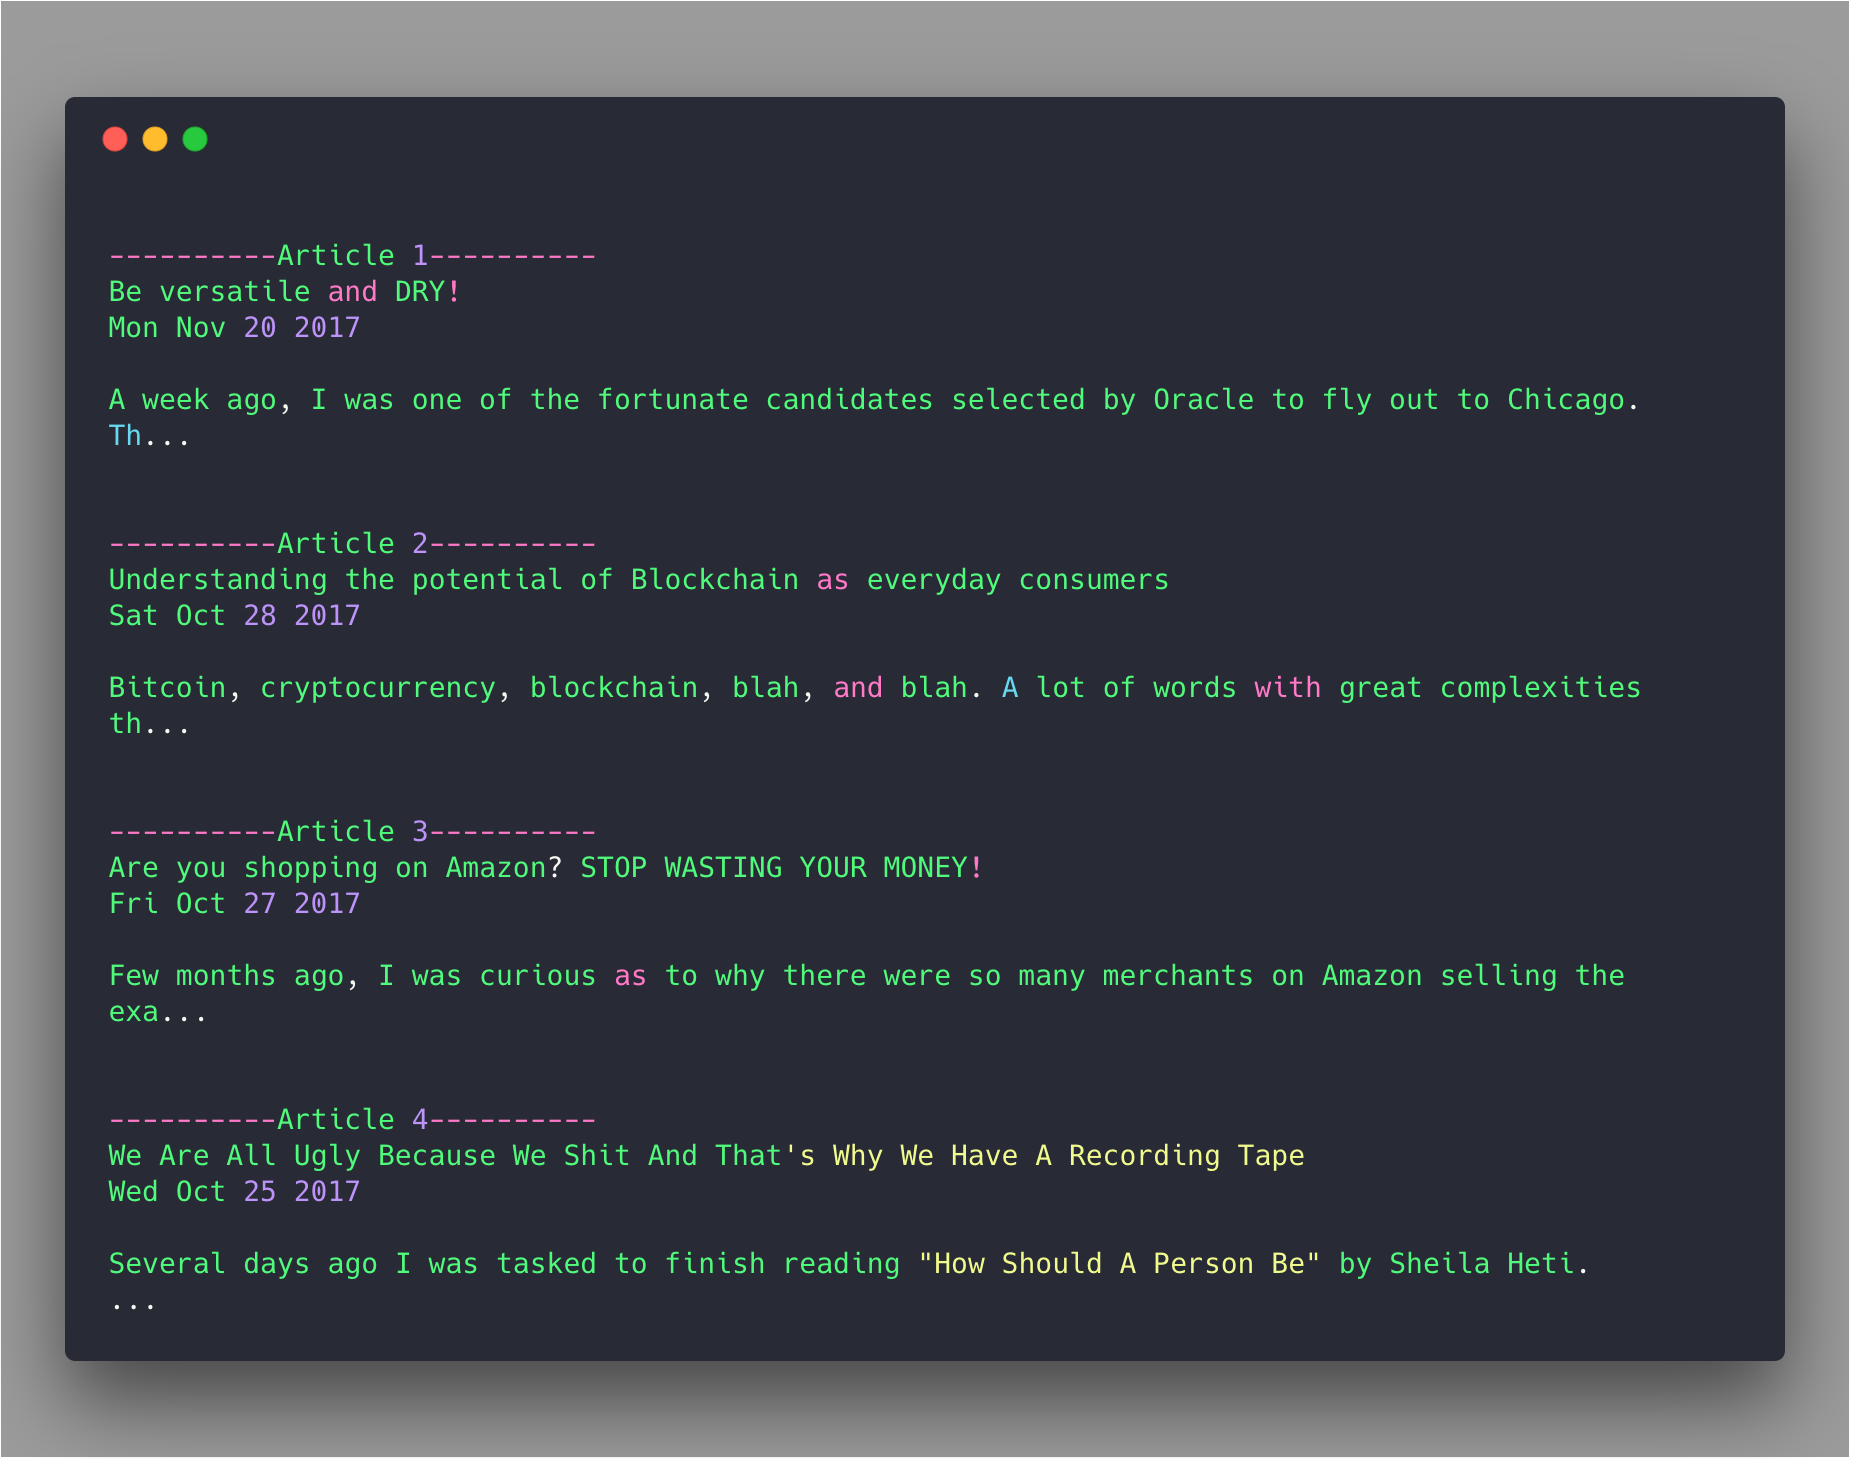 ----------Article 1----------
Be versatile and DRY!
Mon Nov 20 2017
A week ago, I was one of the fortunate candidates selected by Oracle to fly out to Chicago.
Th...
----------Article 2----------
Understanding the potential of Blockchain as everyday consumers
Sat Oct 28 2017
Bitcoin, cryptocurrency, blockchain, blah, and blah. A lot of words with great complexities
th...
----------Article 3----------
Are you shopping on Amazon? STOP WASTING YOUR MONEY!
Fri Oct 27 2017
Few months ago, I was curious as to why there were so many merchants on Amazon selling the
exa...
----------Article 4----------
We Are All Ugly Because We Shit And That's Why We Have A Recording Tape
Wed Oct 25 2017
Several days ago I was tasked to finish reading "How Should A Person Be" by Sheila Heti.
...